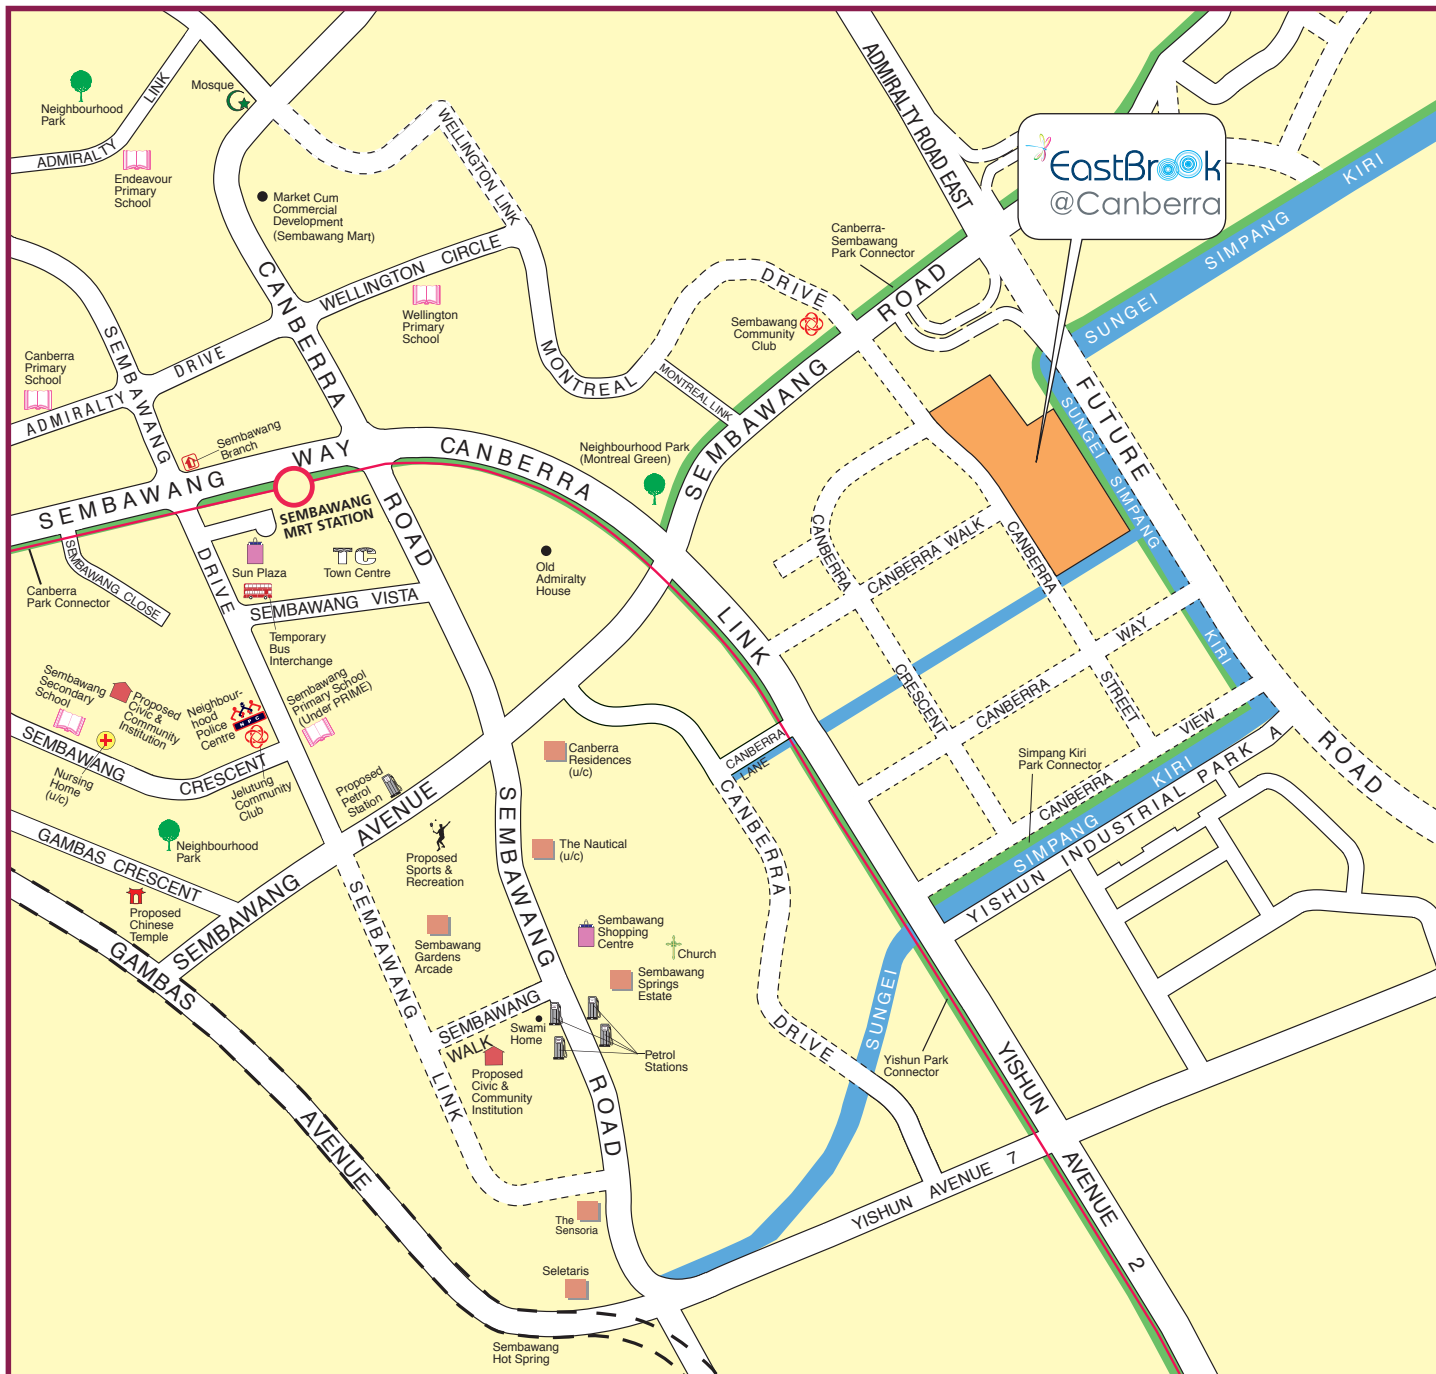 Neighbourhood
Park
ADMIRALTY
LINK
Mosque
Endeavour
Primary
School
Market Cum
Commercial
Development
(Sembawang Mart)
WELLINGTON LINK
WELLINGTON CIRCLE
Wellington
Primary
School
CANBERRA
WAY
ROAD
SEMBAWANG
DRIVE
Canberra
Primary
School
ADMIRALTY
DRIVE
Sembawang
Branch
SEMBAWANG
SEMBAWANG
MRT STATION
CANBERRA
LINK
MONTREAL
DRIVE
MONTREAL LINK
Neighbourhood Park
(Montreal Green)
Sembawang
Community
Club
Canberra-
Sembawang
Park Connector
SEMBAWANG
ROAD
ADMIRALTY ROAD EAST
EastBrook
@Canberra
SUNGEI
SIMPANG
KIRI
FUTURE
ROAD
SUNGEI
SIMPANG
KIRI
CANBERRA
CRESCENT
CANBERRA WALK
CANBERRA
STREET
CANBERRA
WAY
CANBERRA
VIEW
Simpang Kiri
Park Connector
SIMPANG
KIRI
YISHUN INDUSTRIAL PARK A
CANBERRA
LANE
CANBERRA
DRIVE
SEMBAWANG CLOSE
Canberra
Park Connector
Sun Plaza
TC
Town Centre
SEMBAWANG VISTA
Temporary
Bus
Interchange
Old
Admiralty
House
Sembawang
Secondary
School
Proposed
Civic &
Community
Institution
Neighbour-
hood
Police
Centre
NPC
Sembawang
Primary School
(Under PRIME)
SEMBAWANG
CRESCENT
Nursing
Home
(u/c)
Jelutung
Community
Club
Proposed
Petrol
Station
Canberra
Residences
(u/c)
GAMBAS CRESCENT
Neighbourhood
Park
SEMBAWANG
AVENUE
Proposed
Sports &
Recreation
The Nautical
(u/c)
Proposed
Chinese
Temple
SEMBAWANG
LINK
SEMBAWANG
ROAD
Sembawang
Gardens
Arcade
Sembawang
Shopping
Centre
Church
Sembawang
Springs
Estate
GAMBAS
AVENUE
SEMBAWANG
WALK
Swami
Home
Petrol
Stations
Proposed
Civic &
Community
Institution
SUNGEI
Yishun Park
Connector
YISHUN
AVENUE
2
YISHUN AVENUE 7
The
Sensoria
Seletaris
Sembawang
Hot Spring